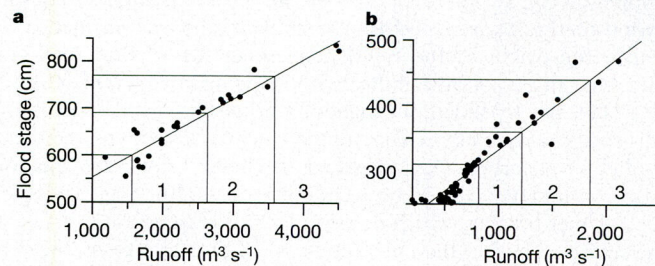 a
b
Flood stage (cm)
800
700
600
500
1 2 3
1,000 2,000 3,000 4,000
Runoff (m³ s⁻¹)
500
400
300
1 2 3
1,000 2,000
Runoff (m³ s⁻¹)